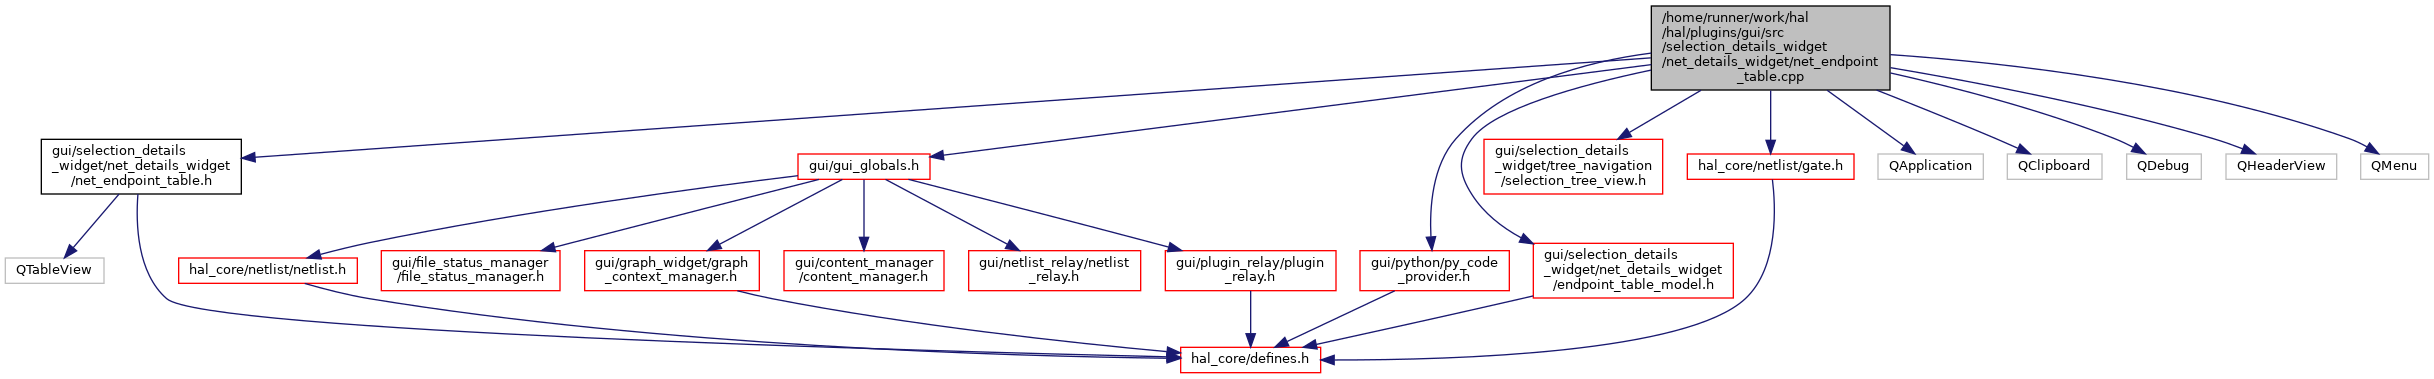 /home/runner/work/hal
/hal/plugins/gui/src
/selection_details_widget
/net_details_widget/net_endpoint
_table.cpp
gui/selection_details
_widget/net_details_widget
/net_endpoint_table.h
gui/gui_globals.h
gui/selection_details
_widget/tree_navigation
/selection_tree_view.h
hal_core/netlist/gate.h
QApplication
QClipboard
QDebug
QHeaderView
QMenu
QTableView
hal_core/netlist/netlist.h
gui/file_status_manager
/file_status_manager.h
gui/graph_widget/graph
_context_manager.h
gui/content_manager
/content_manager.h
gui/netlist_relay/netlist
_relay.h
gui/plugin_relay/plugin
_relay.h
gui/python/py_code
_provider.h
gui/selection_details
_widget/net_details_widget
/endpoint_table_model.h
hal_core/defines.h